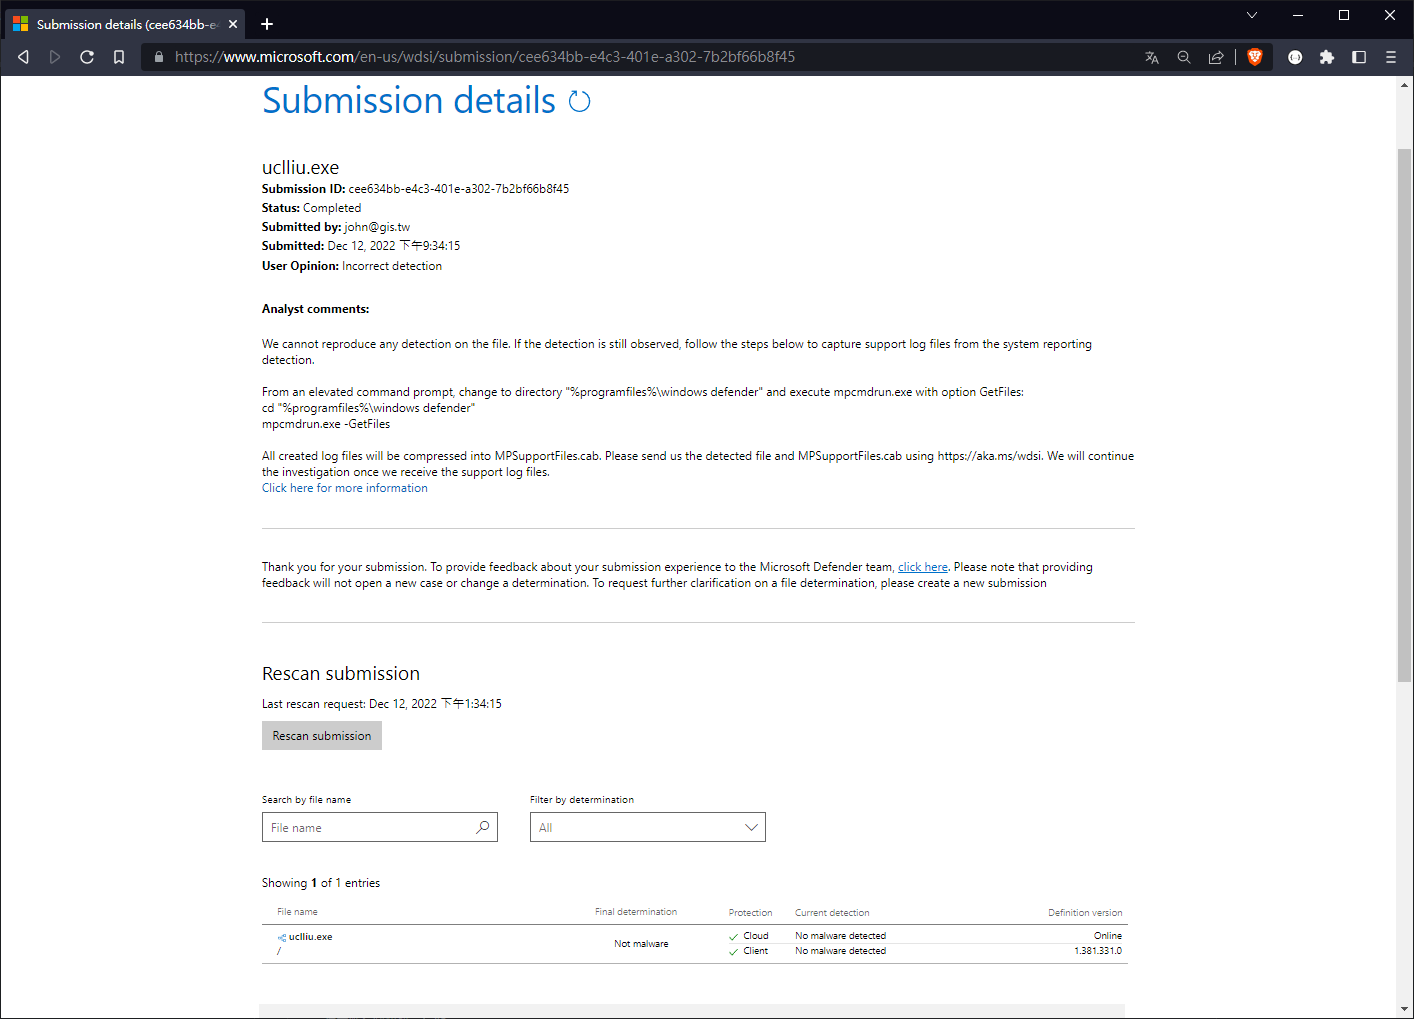 Submission details (cee634bb-e4
https://www.microsoft.com/en-us/wdsi/submission/cee634bb-e4c3-401e-a302-7b2bf66b8f45
Submission details
uclliu.exe
Submission ID: cee634bb-e4c3-401e-a302-7b2bf66b8f45
Status: Completed
Submitted by: john@gis.tw
Submitted: Dec 12, 2022 下午9:34:15
User Opinion: Incorrect detection
Analyst comments:
We cannot reproduce any detection on the file. If the detection is still observed, follow the steps below to capture support log files from the system reporting
detection.
From an elevated command prompt, change to directory "%programfiles%\windows defender" and execute mpcmdrun.exe with option GetFiles:
cd "%programfiles%\windows defender"
mpcmdrun.exe -GetFiles
All created log files will be compressed into MPSupportFiles.cab. Please send us the detected file and MPSupportFiles.cab using https://aka.ms/wdsi. We will continue
the investigation once we receive the support log files.
Click here for more information
Thank you for your submission. To provide feedback about your submission experience to the Microsoft Defender team, click here. Please note that providing
feedback will not open a new case or change a determination. To request further clarification on a file determination, please create a new submission
Rescan submission
Last rescan request: Dec 12, 2022 下午1:34:15
Rescan submission
Search by file name Filter by determination
File name All
Showing 1 of 1 entries
File name Final determination Protection Current detection Definition version
uclliu.exe Not malware Cloud No malware detected Online
/ Client No malware detected 1.381.331.0